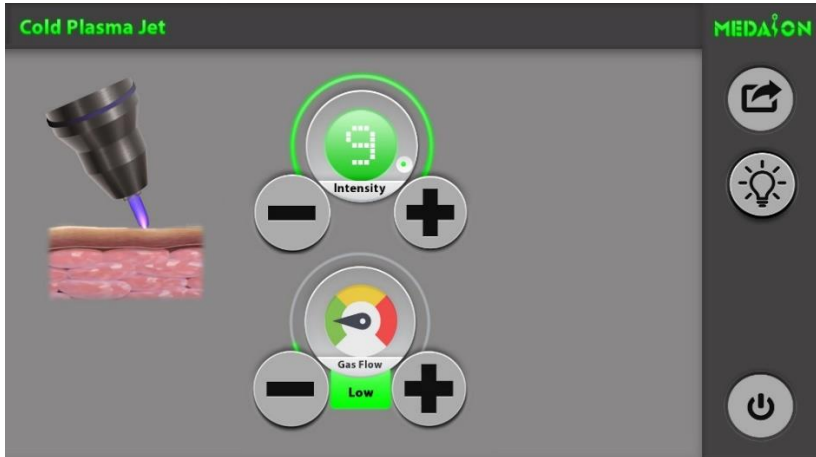 Cold Plasma Jet
MEDAION
9
Intensity
Gas Flow
Low